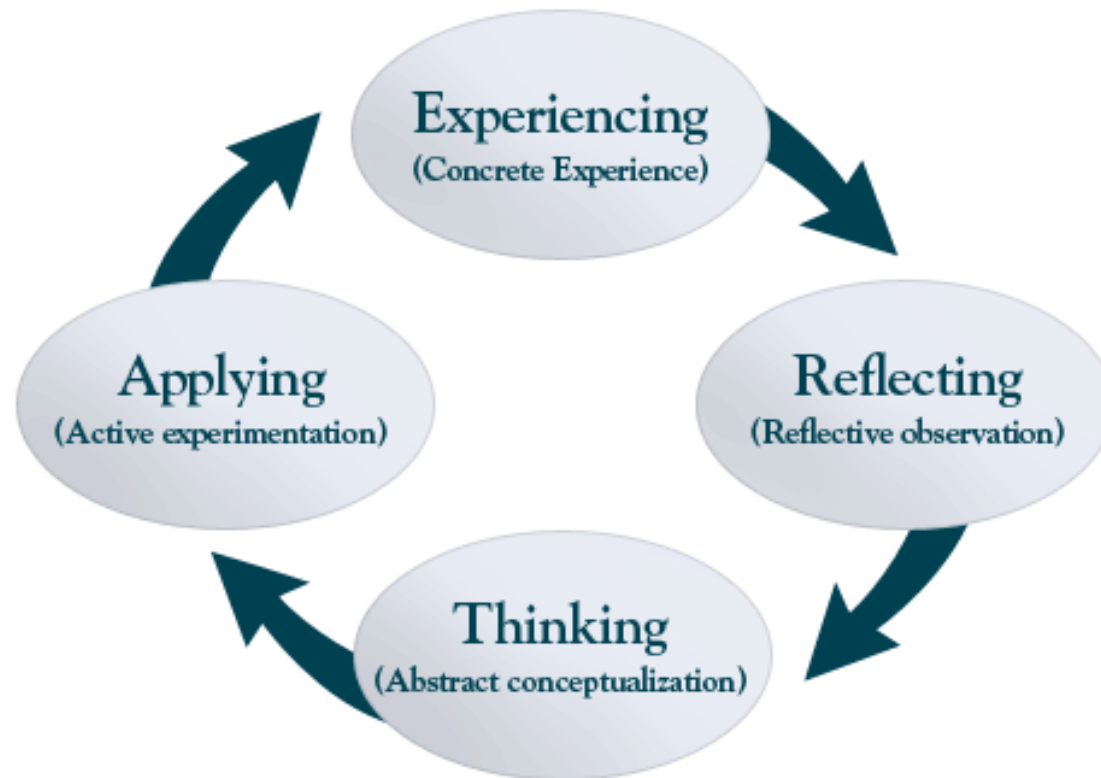 Experiencing
(Concrete Experience)
Reflecting
(Reflective observation)
Thinking
(Abstract conceptualization)
Applying
(Active experimentation)